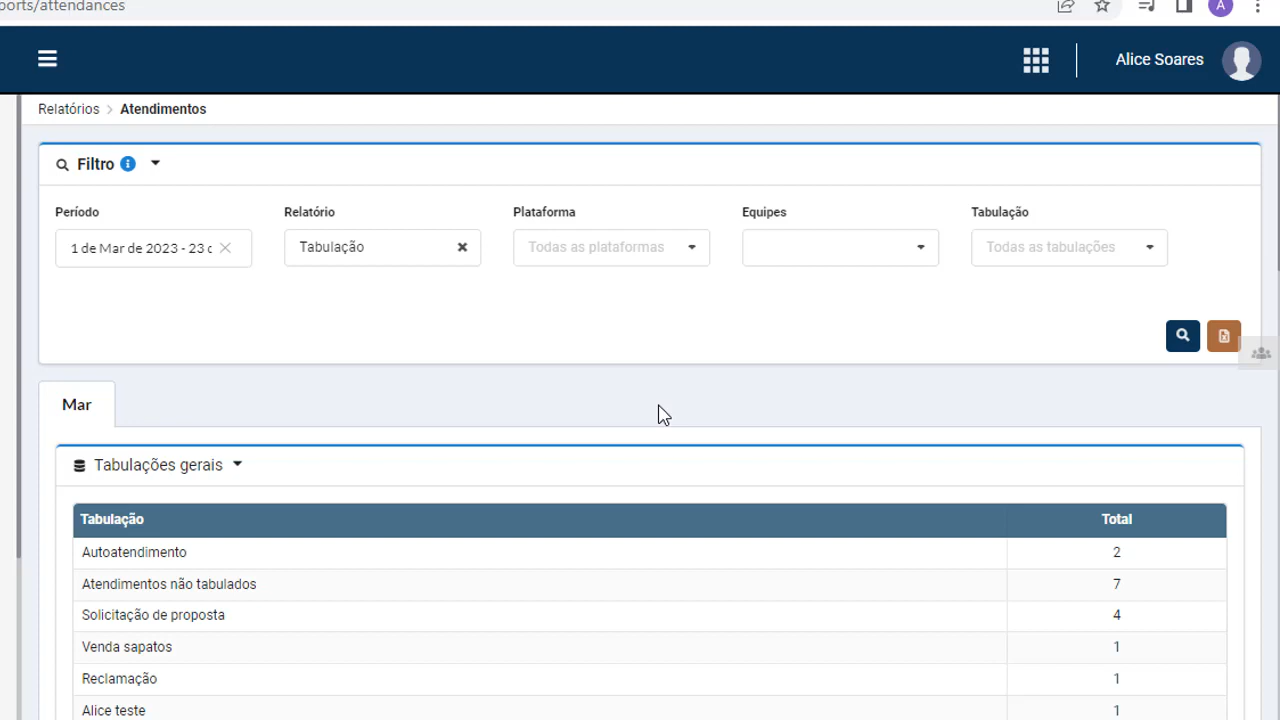 ports/attendances
A
Alice Soares
Relatórios > Atendimentos
Filtro
Período
Relatório
Plataforma
Equipes
Tabulação
1 de Mar de 2023 - 23
Tabulação
Todas as plataformas
Todas as tabulações
Mar
Tabulações gerais
Tabulação Total
Autoatendimento 2
Atendimentos não tabulados 7
Solicitação de proposta 4
Venda sapatos 1
Reclamação 1
Alice teste 1